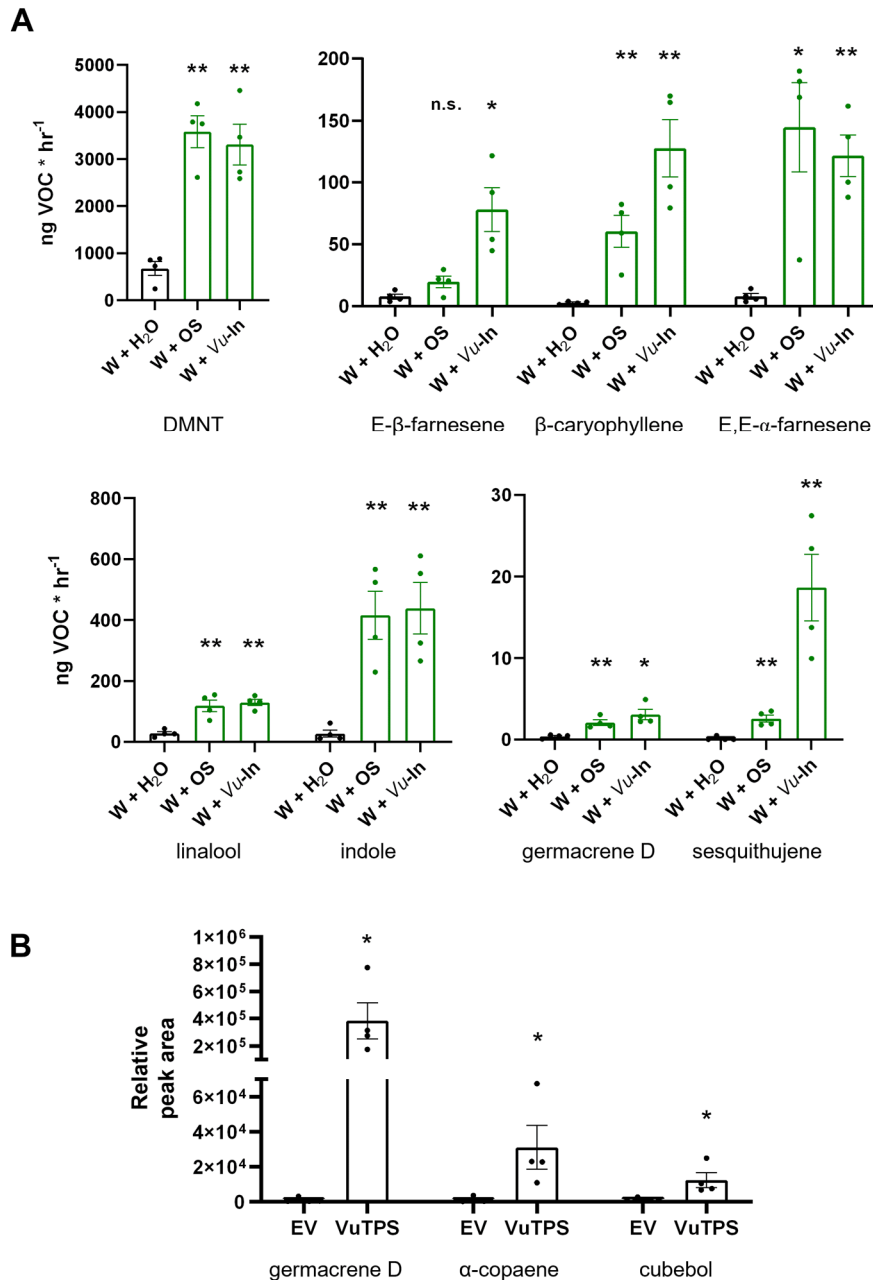 A
ng VOC * hr-1
5000
4000
3000
2000
1000
0
** **
W + H2O W + OS W + Vu-In
DMNT
200
150
100
50
0
n.s. * ** ** * **
W + H2O W + OS W + Vu-In W + H2O W + OS W + Vu-In W + H2O W + OS W + Vu-In
E-β-farnesene β-caryophyllene E,E-α-farnesene
ng VOC * hr-1
800
600
400
200
0
** ** ** **
W + H2O W + OS W + Vu-In W + H2O W + OS W + Vu-In
linalool indole
30
20
10
0
** * ** **
W + H2O W + OS W + Vu-In W + H2O W + OS W + Vu-In
germacrene D sesquithujene
B
Relative
peak area
1×10^6
8×10^5
6×10^5
4×10^5
2×10^5
6×10^4
4×10^4
2×10^4
0
* * *
EV VuTPS EV VuTPS EV VuTPS
germacrene D α-copaene cubebol